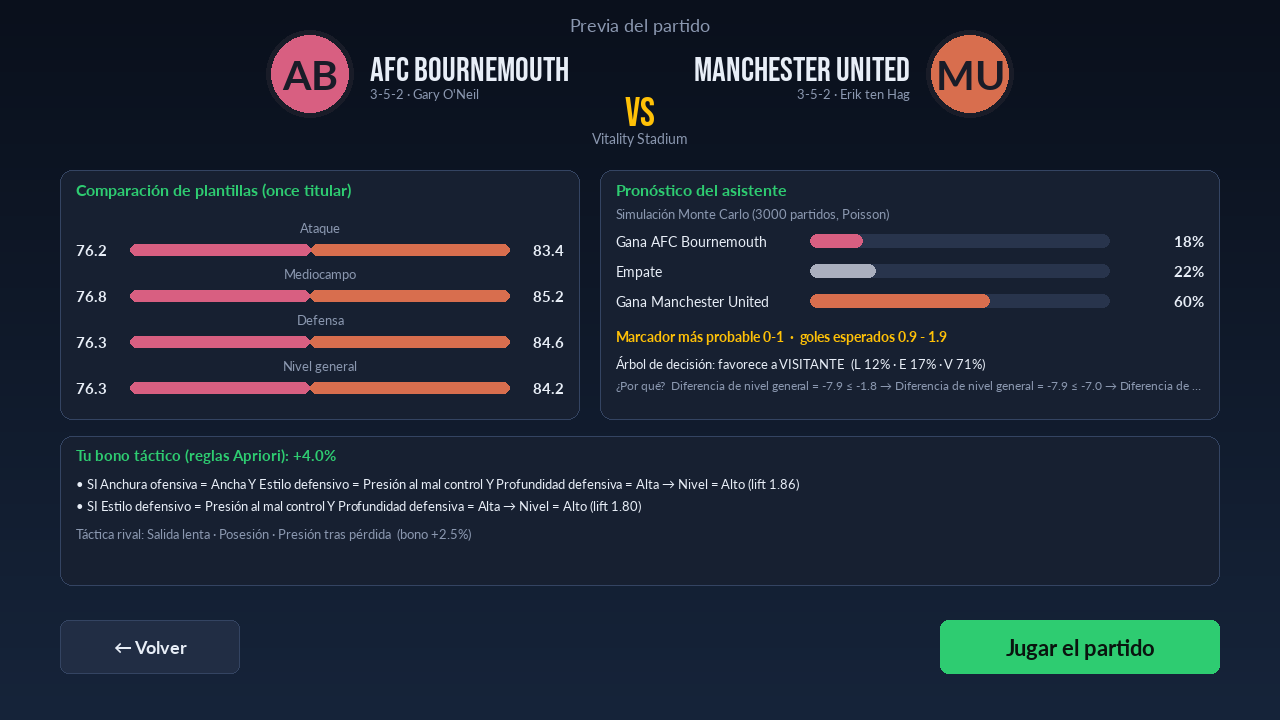 Previa del partido
AB
AFC BOURNEMOUTH
3-5-2 · Gary O'Neil
MANCHESTER UNITED
3-5-2 · Erik ten Hag
MU
VS
Vitality Stadium
Comparación de plantillas (once titular)
Ataque
76.2 83.4
Mediocampo
76.8 85.2
Defensa
76.3 84.6
Nivel general
76.3 84.2
Pronóstico del asistente
Simulación Monte Carlo (3000 partidos, Poisson)
Gana AFC Bournemouth 18%
Empate 22%
Gana Manchester United 60%
Marcador más probable 0-1 · goles esperados 0.9 - 1.9
Árbol de decisión: favorece a VISITANTE (L 12% · E 17% · V 71%)
¿Por qué? Diferencia de nivel general = -7.9 ≤ -1.8 → Diferencia de nivel general = -7.9 ≤ -7.0 → Diferencia de ...
Tu bono táctico (reglas Apriori): +4.0%
• SI Anchura ofensiva = Ancha Y Estilo defensivo = Presión al mal control Y Profundidad defensiva = Alta → Nivel = Alto (lift 1.86)
• SI Estilo defensivo = Presión al mal control Y Profundidad defensiva = Alta → Nivel = Alto (lift 1.80)
Táctica rival: Salida lenta · Posesión · Presión tras pérdida (bono +2.5%)
← Volver
Jugar el partido